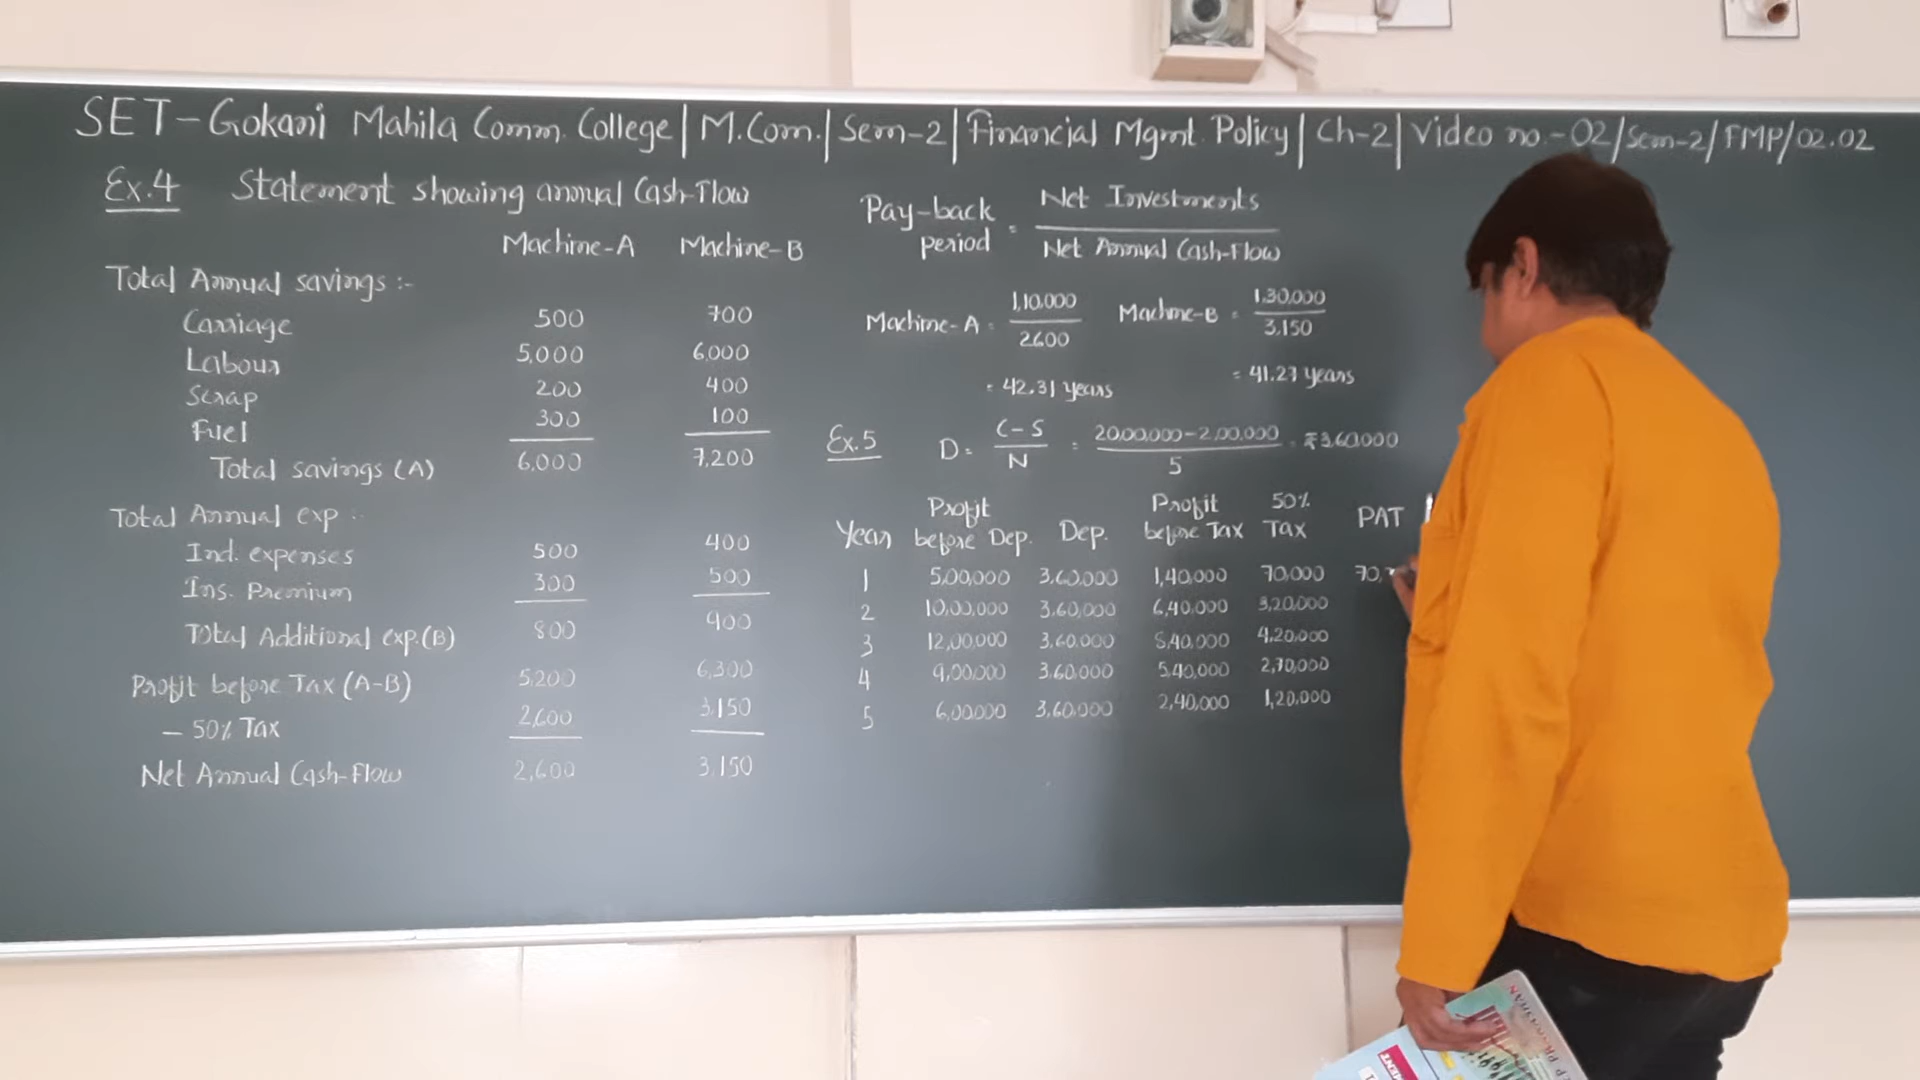 SET-Gokani Mahila Comm. College | M.Com. | Sem-2 | Financial Mgmt. Policy | Ch-2 | Video no.-02/Sem-2/FMP/02.02
Ex.4 Statement showing annual Cash-Flow
Machine-A Machine-B
Total Annual savings :-
Carriage 500 700
Labour 5,000 6,000
Scrap 200 400
Fuel 300 100
Total savings (A) 6,000 7,200
Total Annual exp :-
Ind. expenses 500 400
Ins. Premium 300 500
Total Additional exp.(B) 800 900
Profit before Tax (A-B) 5,200 6,300
- 50% Tax 2,600 3,150
Net Annual Cash-Flow 2,600 3,150
Pay-back period = Net Investments
Net Annual Cash-Flow
Machine-A = 1,10,000 Machine-B = 1,30,000
2600 3,150
= 42.31 years = 41.27 years
Ex.5 D = C-S = 20,00,000-2,00,000 = ₹3,60,000
N 5
Year Profit before Dep. Dep. Profit before Tax 50% Tax PAT
1 5,00,000 3,60,000 1,40,000 70,000 70,
2 10,00,000 3,60,000 6,40,000 3,20,000
3 12,00,000 3,60,000 8,40,000 4,20,000
4 9,00,000 3,60,000 5,40,000 2,70,000
5 6,00,000 3,60,000 2,40,000 1,20,000